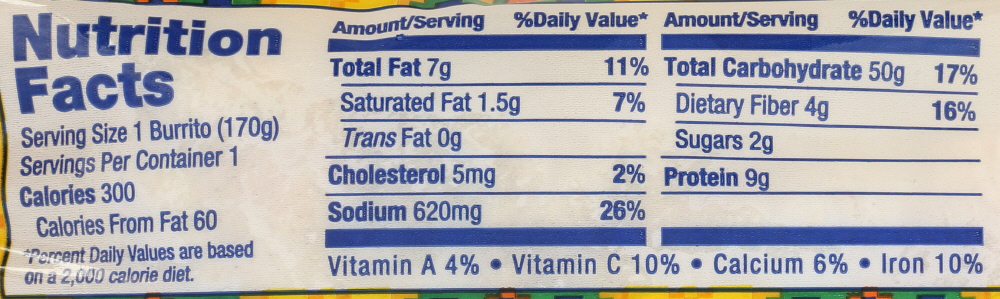 Nutrition
Facts
Serving Size 1 Burrito (170g)
Servings Per Container 1
Calories 300
Calories From Fat 60
*Percent Daily Values are based
on a 2,000 calorie diet.
Amount/Serving %Daily Value*
Total Fat 7g 11%
Saturated Fat 1.5g 7%
Trans Fat 0g
Cholesterol 5mg 2%
Sodium 620mg 26%
Amount/Serving %Daily Value*
Total Carbohydrate 50g 17%
Dietary Fiber 4g 16%
Sugars 2g
Protein 9g
Vitamin A 4% • Vitamin C 10% • Calcium 6% • Iron 10%